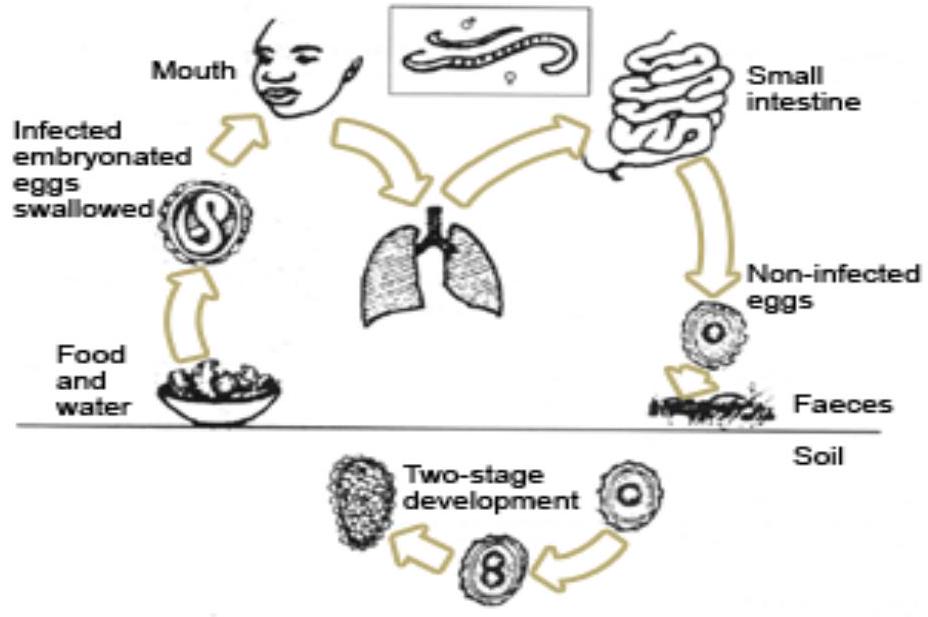 Mouth
♂
♀
Small
intestine
Infected
embryonated
eggs
swallowed
Non-infected
eggs
Food
and
water
Faeces
Soil
Two-stage
development